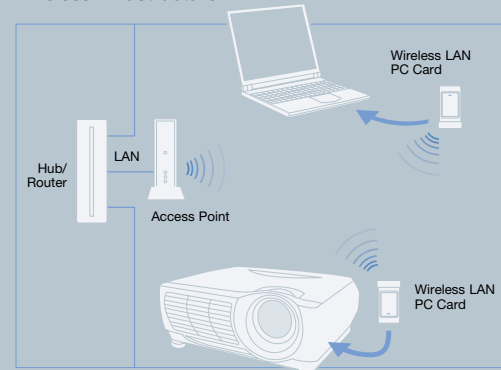 Wireless LAN
PC Card
Hub/
Router
LAN
Access Point
Wireless LAN
PC Card